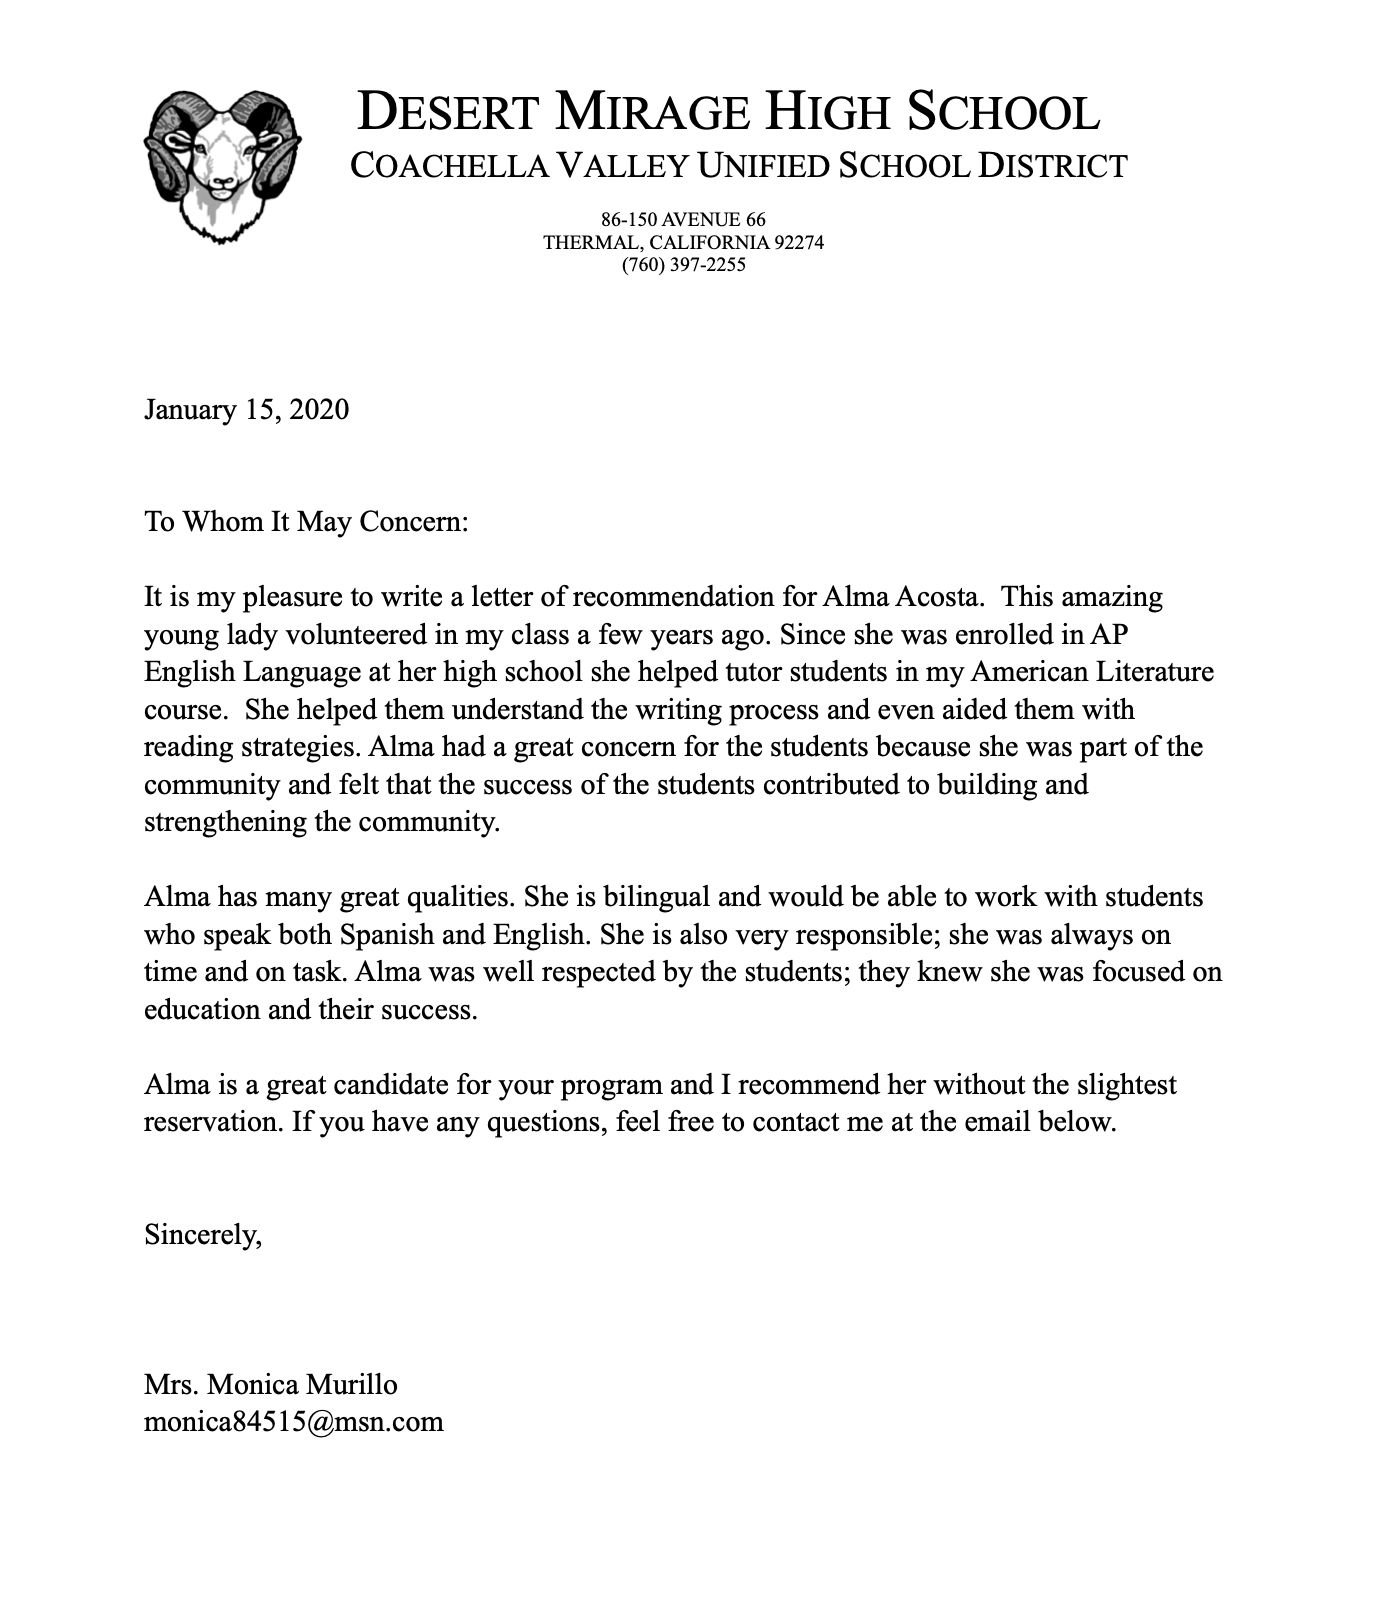 DESERT MIRAGE HIGH SCHOOL
COACHELLA VALLEY UNIFIED SCHOOL DISTRICT
86-150 AVENUE 66
THERMAL, CALIFORNIA 92274
(760) 397-2255
January 15, 2020
To Whom It May Concern:
It is my pleasure to write a letter of recommendation for Alma Acosta.  This amazing
young lady volunteered in my class a few years ago. Since she was enrolled in AP
English Language at her high school she helped tutor students in my American Literature
course.  She helped them understand the writing process and even aided them with
reading strategies. Alma had a great concern for the students because she was part of the
community and felt that the success of the students contributed to building and
strengthening the community.
Alma has many great qualities. She is bilingual and would be able to work with students
who speak both Spanish and English. She is also very responsible; she was always on
time and on task. Alma was well respected by the students; they knew she was focused on
education and their success.
Alma is a great candidate for your program and I recommend her without the slightest
reservation. If you have any questions, feel free to contact me at the email below.
Sincerely,
Mrs. Monica Murillo
monica84515@msn.com